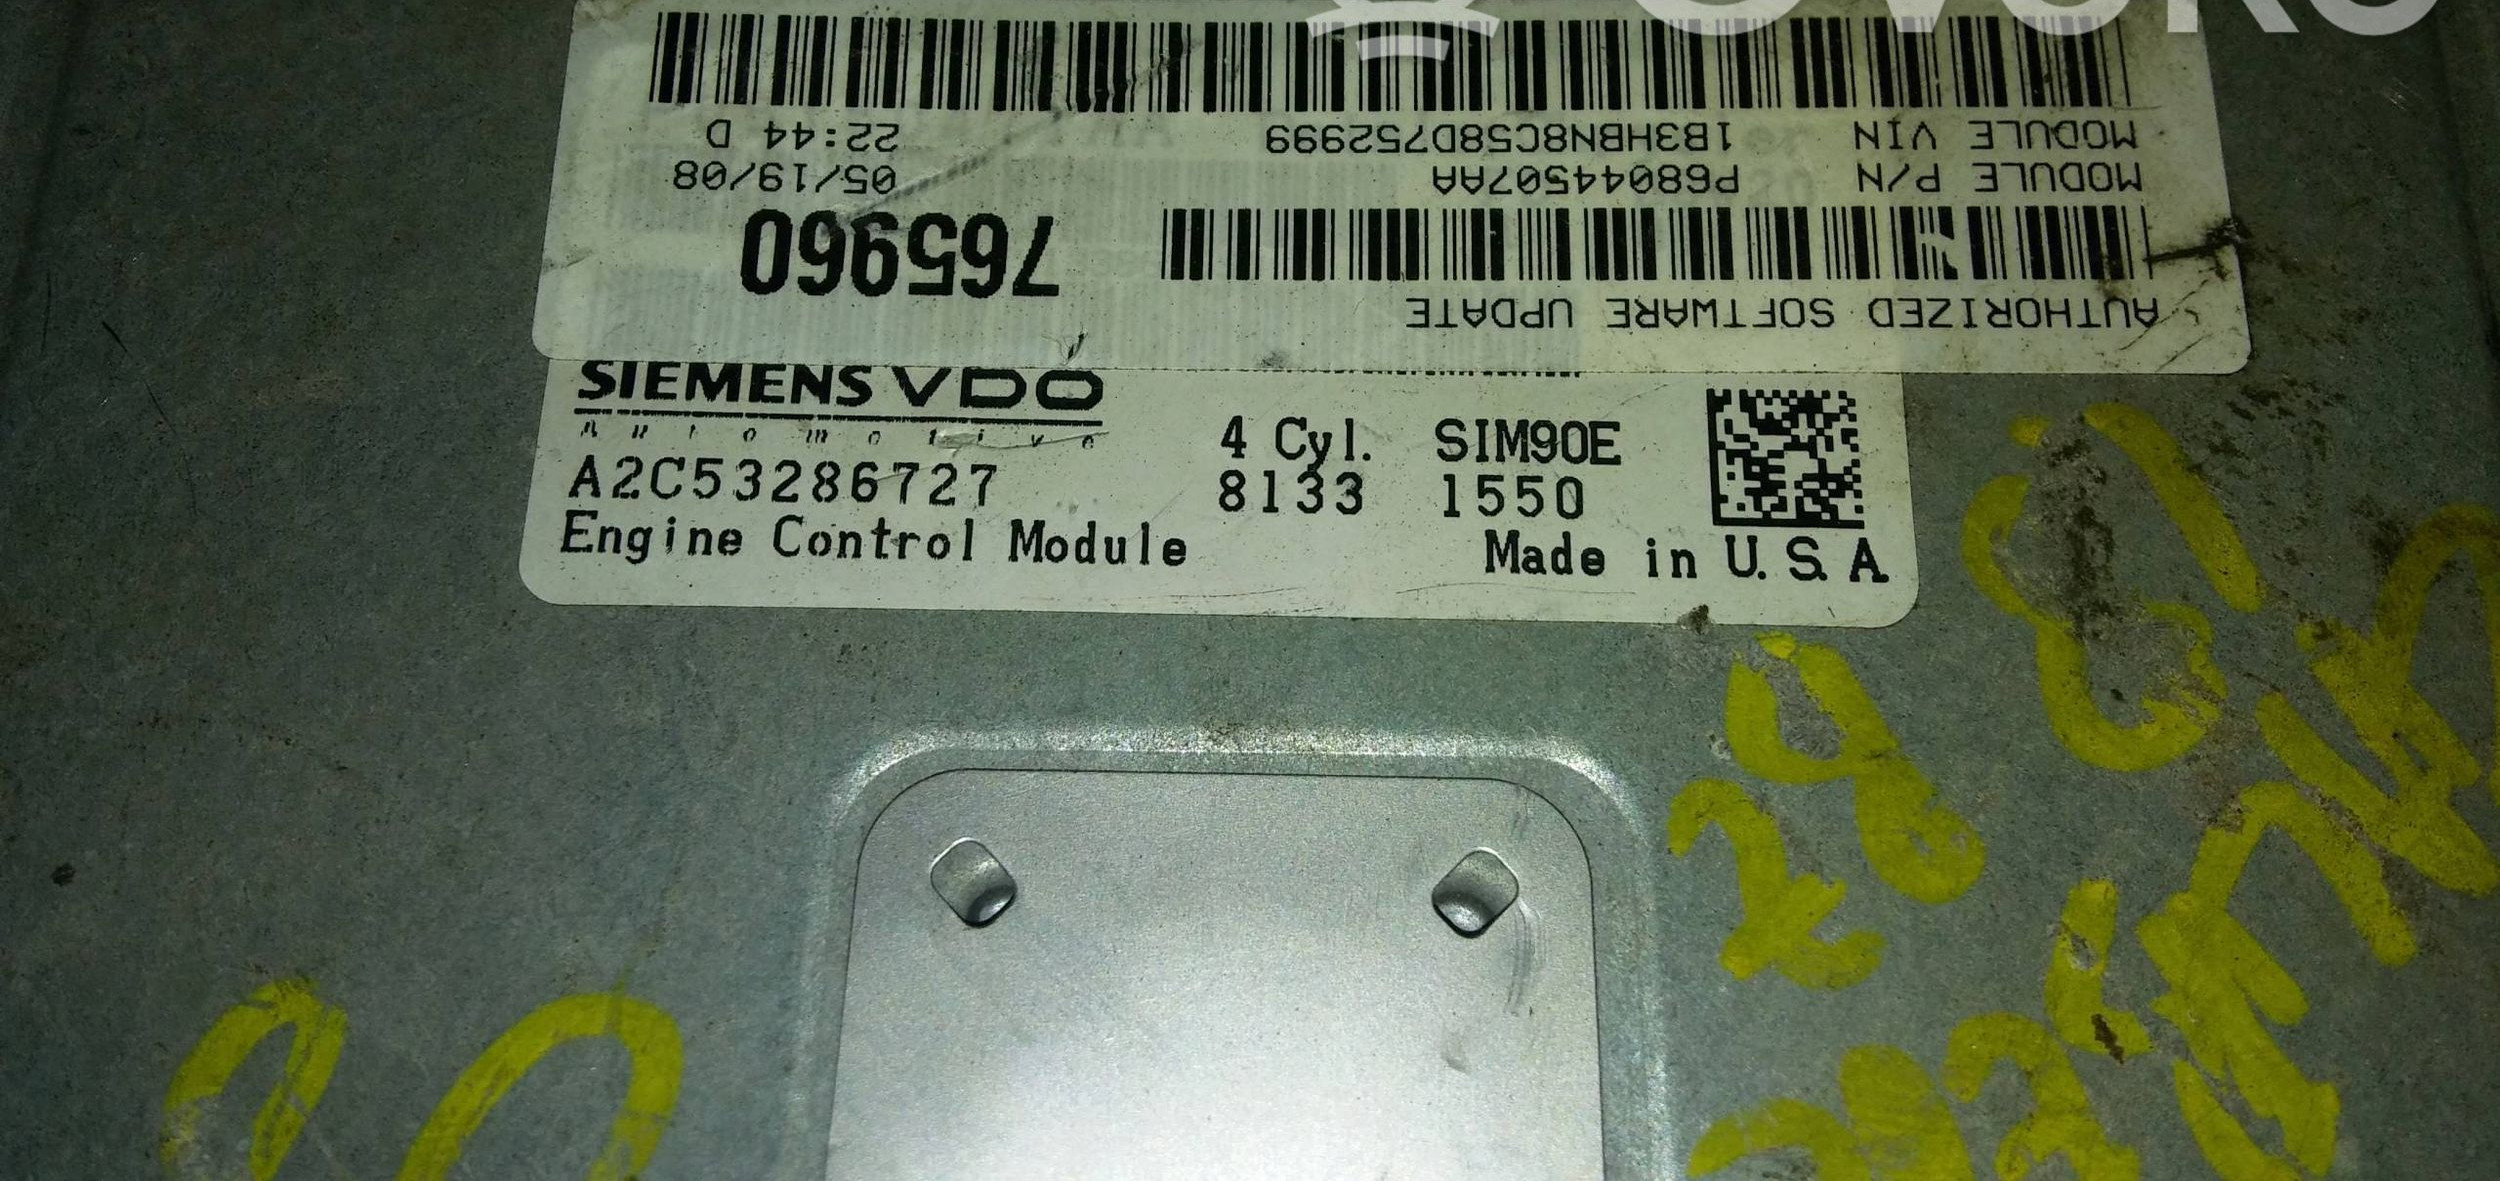 AUTHORIZED SOFTWARE UPDATE
765960
MODULE P/N P68044507AA 05/19/08
MODULE VIN 1B3HBN8C58D752999 22:44 D
SIEMENS VDO
Automotive
4 Cyl. SIM90E
A2C53286727 8133 1550
Engine Control Module Made in U.S.A